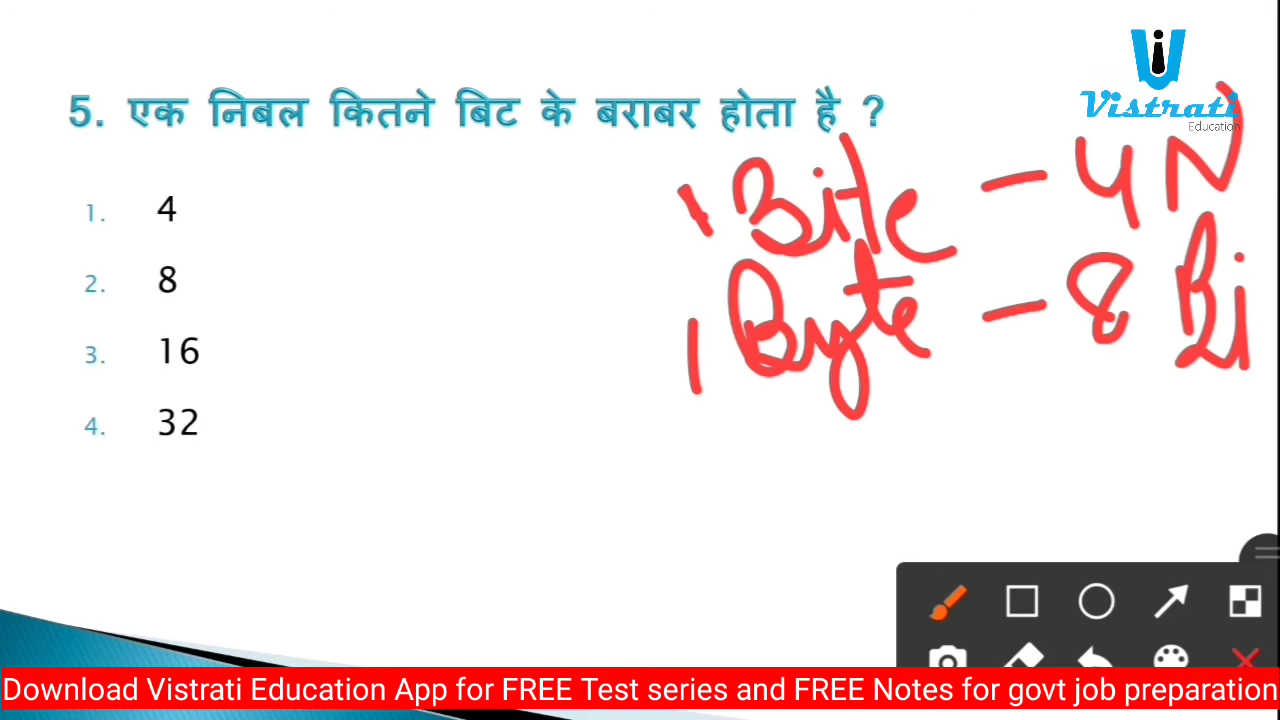 Vistrati
Education
5. एक निबल कितने बिट के बराबर होता है ?
1 Bite - 4 N
1 Byte - 8 Bi
1. 4
2. 8
3. 16
4. 32
Download Vistrati Education App for FREE Test series and FREE Notes for govt job preparation